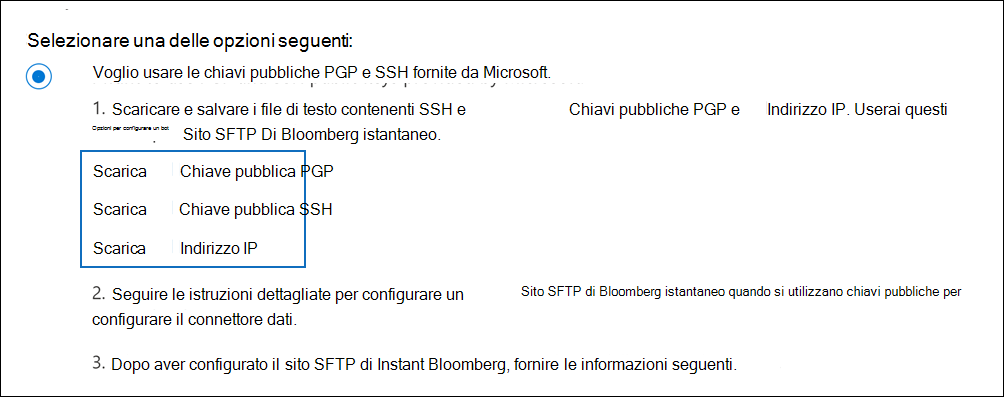 Selezionare una delle opzioni seguenti:
Voglio usare le chiavi pubbliche PGP e SSH fornite da Microsoft.
1. Scaricare e salvare i file di testo contenenti SSH e Chiavi pubbliche PGP e Indirizzo IP. Userai questi
Opzioni per configurare un bot Sito SFTP Di Bloomberg istantaneo.
Scarica Chiave pubblica PGP
Scarica Chiave pubblica SSH
Scarica Indirizzo IP
2. Seguire le istruzioni dettagliate per configurare un Sito SFTP di Bloomberg istantaneo quando si utilizzano chiavi pubbliche per
configurare il connettore dati.
3. Dopo aver configurato il sito SFTP di Instant Bloomberg, fornire le informazioni seguenti.